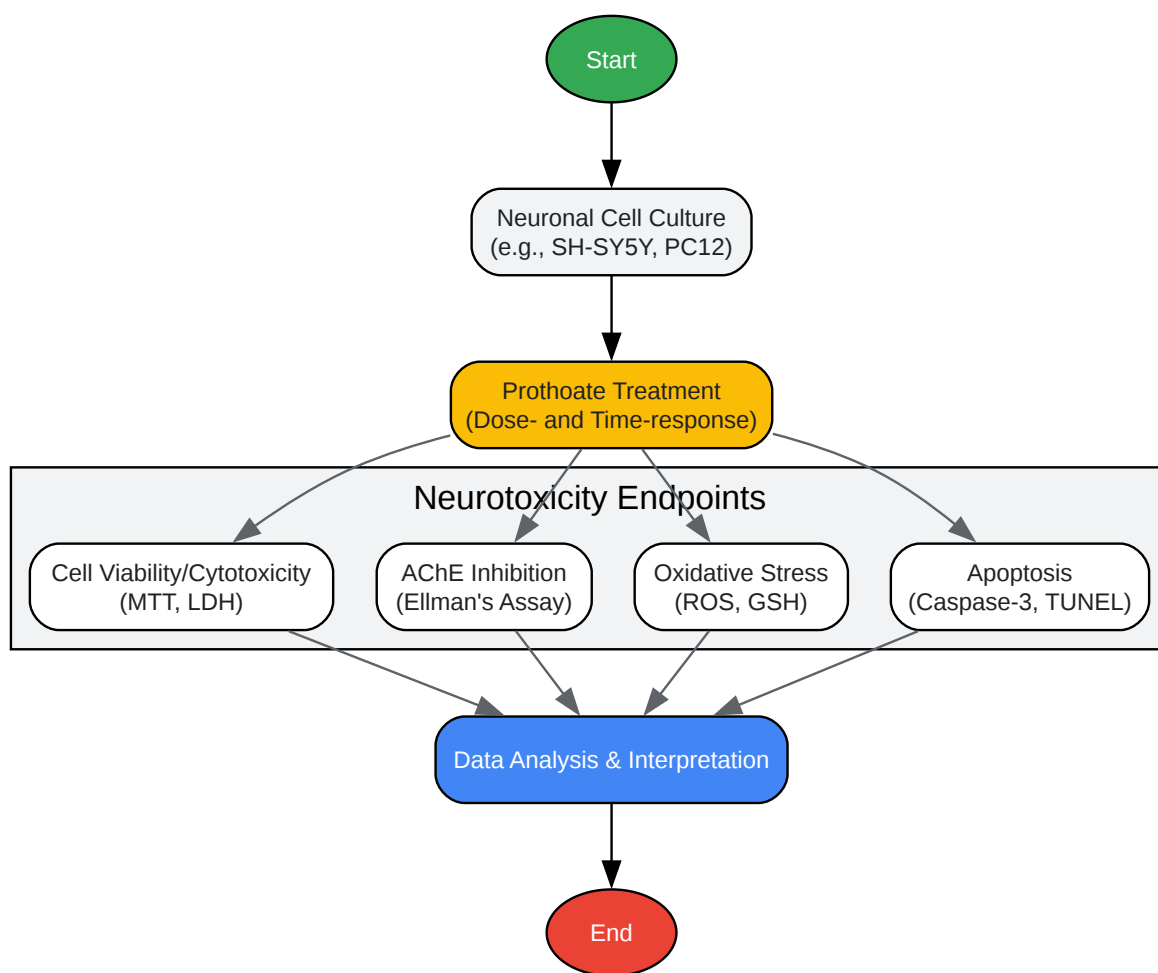 Start
Neuronal Cell Culture
(e.g., SH-SY5Y, PC12)
Prothoate Treatment
(Dose- and Time-response)
Neurotoxicity Endpoints
Cell Viability/Cytotoxicity
(MTT, LDH)
AChE Inhibition
(Ellman's Assay)
Oxidative Stress
(ROS, GSH)
Apoptosis
(Caspase-3, TUNEL)
Data Analysis & Interpretation
End